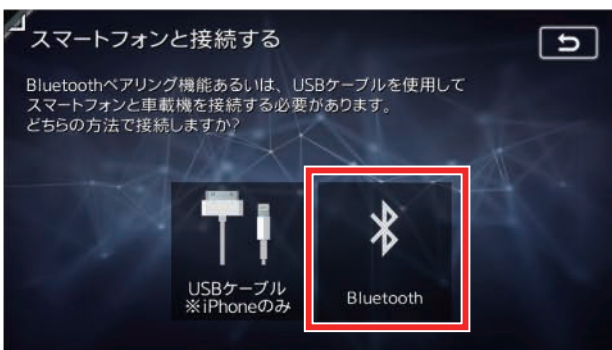 スマートフォンと接続する
Bluetoothペアリング機能あるいは、USBケーブルを使用して
スマートフォンと車載機を接続する必要があります。
どちらの方法で接続しますか?
USBケーブル
※iPhoneのみ
Bluetooth